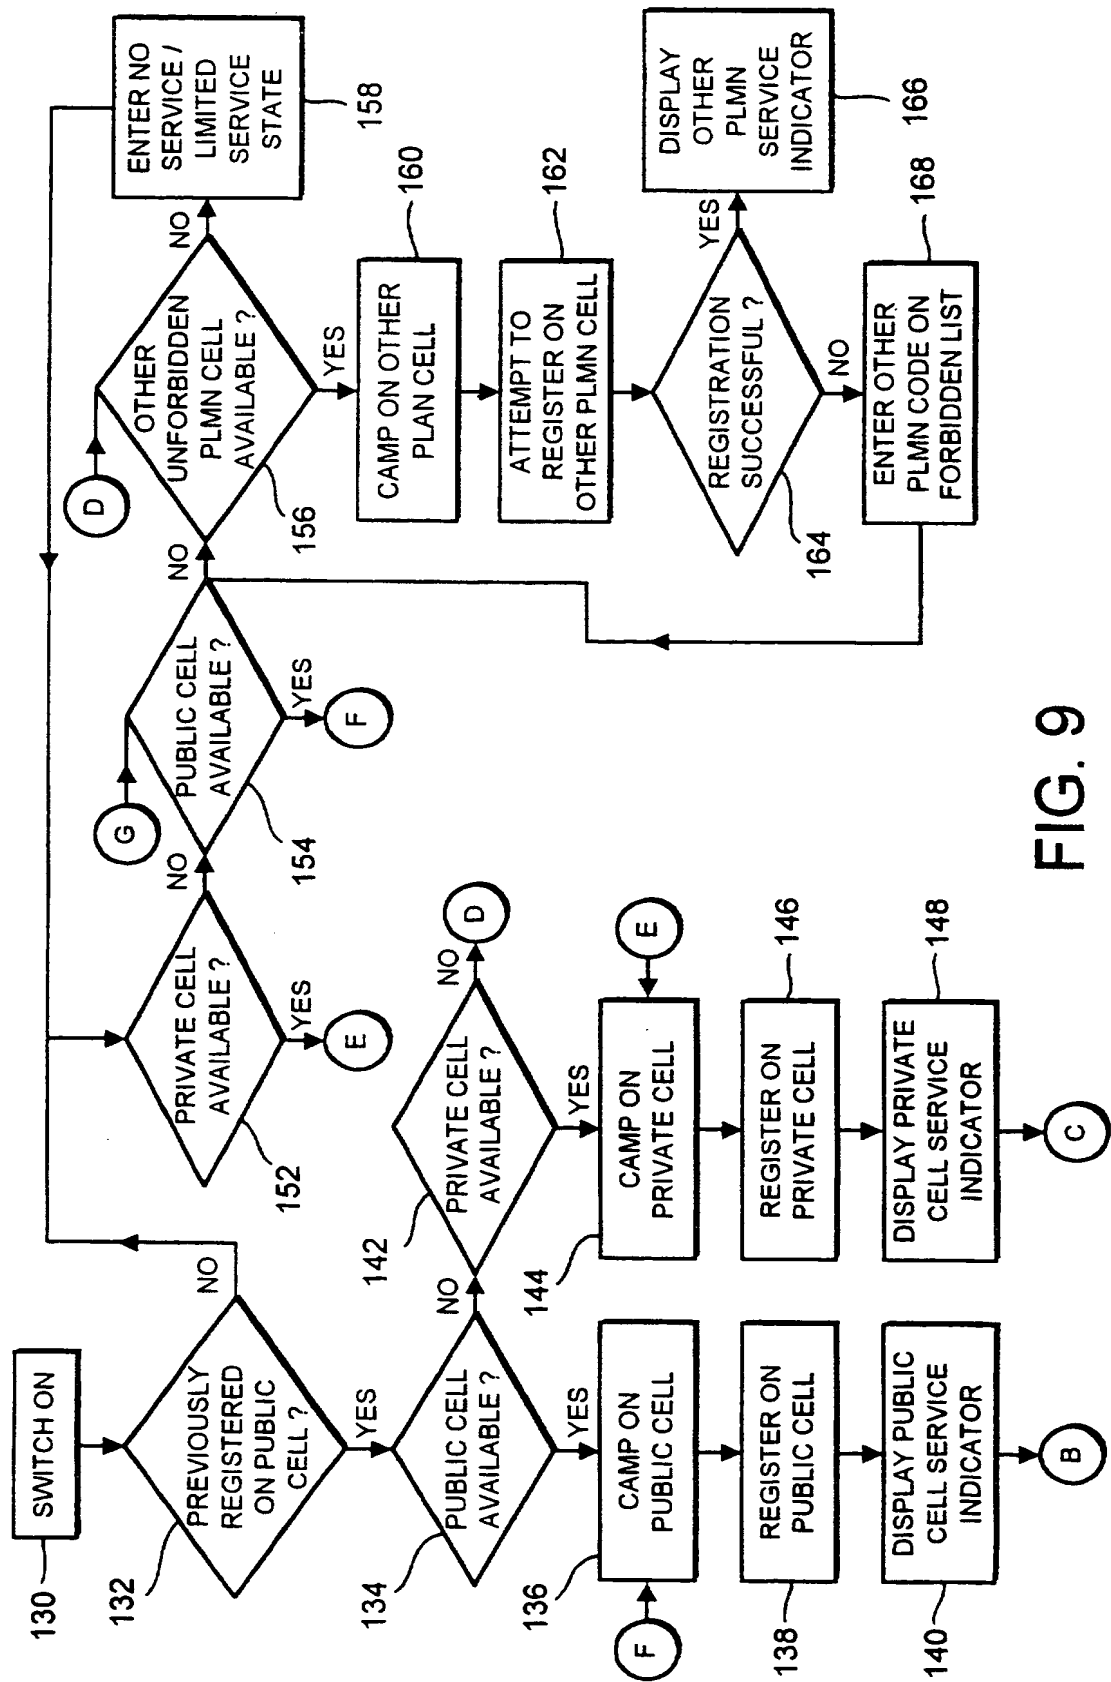 SWITCH ON
130
PREVIOUSLY
REGISTERED
ON PUBLIC
CELL ?
132
NO
YES
PUBLIC CELL
AVAILABLE ?
134
NO
YES
F
CAMP ON
PUBLIC CELL
136
REGISTER ON
PUBLIC CELL
138
DISPLAY PUBLIC
CELL SERVICE
INDICATOR
140
B
PRIVATE CELL
AVAILABLE ?
142
NO
D
YES
CAMP ON
PRIVATE CELL
144
E
REGISTER ON
PRIVATE CELL
146
DISPLAY PRIVATE
CELL SERVICE
INDICATOR
148
C
PRIVATE CELL
AVAILABLE ?
152
NO
YES
E
G
PUBLIC CELL
AVAILABLE ?
154
NO
YES
F
D
OTHER
UNFORBIDDEN
PLMN CELL
AVAILABLE ?
156
NO
YES
ENTER NO
SERVICE /
LIMITED
SERVICE
STATE
158
CAMP ON OTHER
PLAN CELL
160
ATTEMPT TO
REGISTER ON
OTHER PLMN CELL
162
REGISTRATION
SUCCESSFUL ?
164
YES
NO
DISPLAY
OTHER
PLMN
SERVICE
INDICATOR
166
ENTER OTHER
PLMN CODE ON
FORBIDDEN LIST
168
FIG. 9